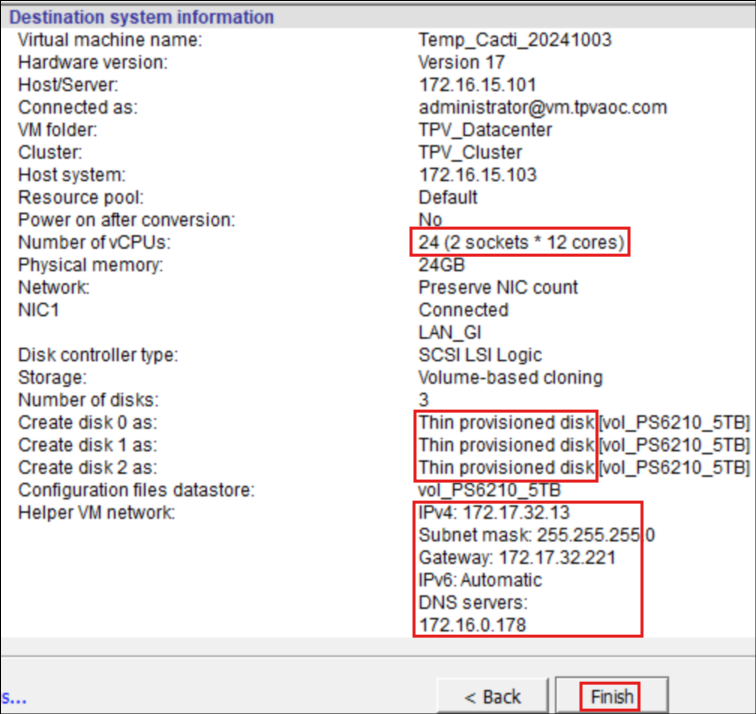 Destination system information
Virtual machine name: Temp_Cacti_20241003
Hardware version: Version 17
Host/Server: 172.16.15.101
Connected as: administrator@vm.tpvaoc.com
VM folder: TPV_Datacenter
Cluster: TPV_Cluster
Host system: 172.16.15.103
Resource pool: Default
Power on after conversion: No
Number of vCPUs: 24 (2 sockets * 12 cores)
Physical memory: 24GB
Network: Preserve NIC count
NIC1 Connected
LAN_GI
Disk controller type: SCSI LSI Logic
Storage: Volume-based cloning
Number of disks: 3
Create disk 0 as: Thin provisioned disk [vol_PS6210_5TB]
Create disk 1 as: Thin provisioned disk [vol_PS6210_5TB]
Create disk 2 as: Thin provisioned disk [vol_PS6210_5TB]
Configuration files datastore: vol_PS6210_5TB
Helper VM network: IPv4: 172.17.32.13
Subnet mask: 255.255.255.0
Gateway: 172.17.32.221
IPv6: Automatic
DNS servers:
172.16.0.178
s... < Back Finish